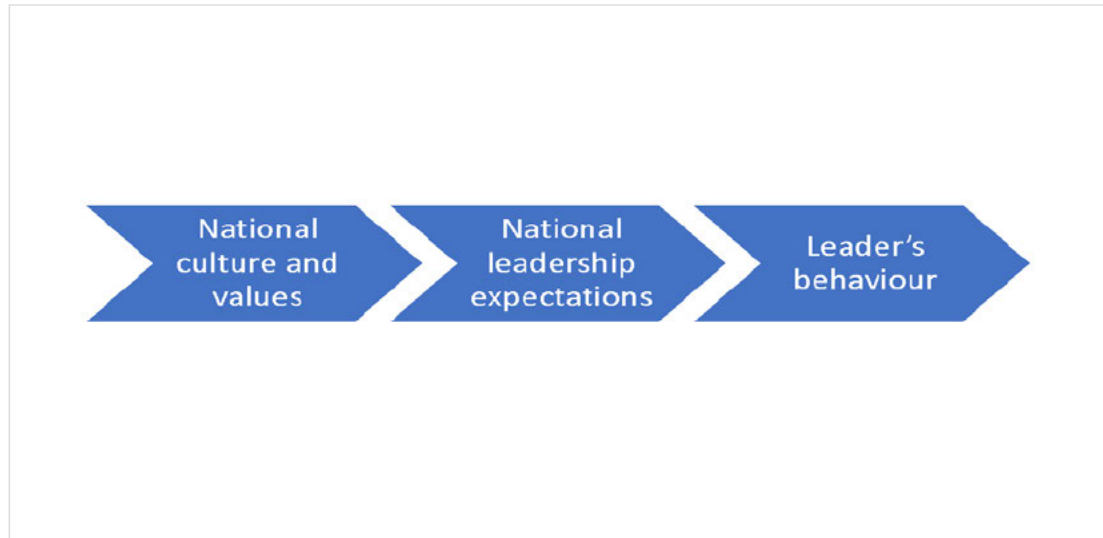 National
culture and
values
National
leadership
expectations
Leader’s
behaviour